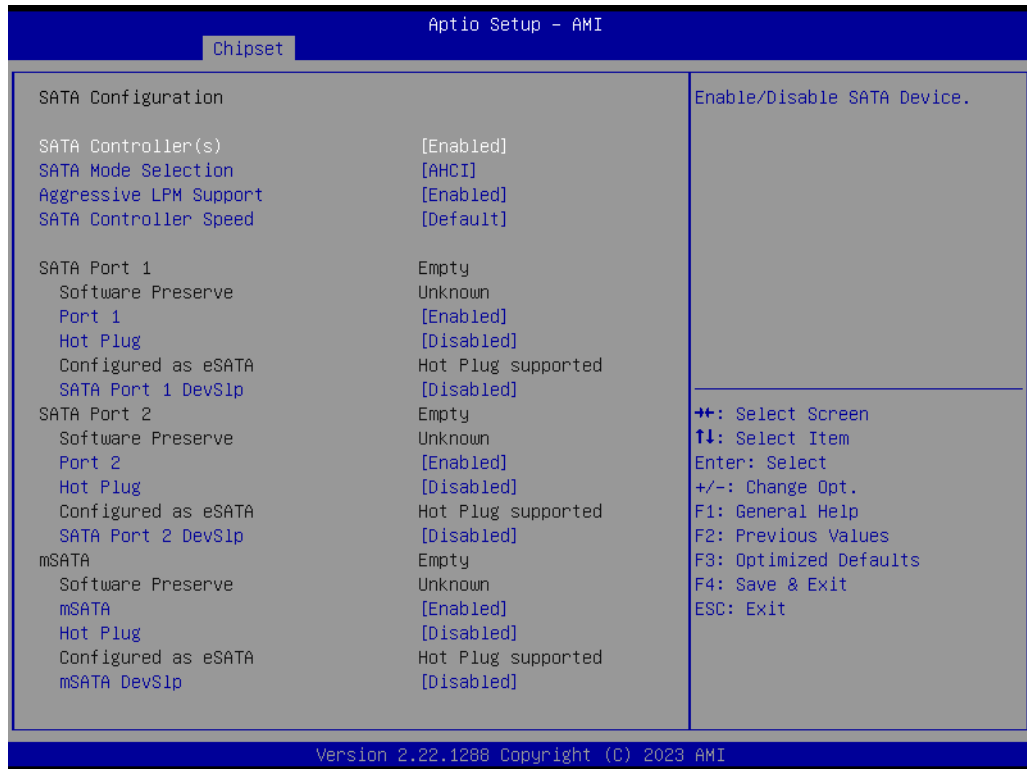 Aptio Setup – AMI
Chipset
SATA Configuration
Enable/Disable SATA Device.
SATA Controller(s) [Enabled]
SATA Mode Selection [AHCI]
Aggressive LPM Support [Enabled]
SATA Controller Speed [Default]
SATA Port 1 Empty
Software Preserve Unknown
Port 1 [Enabled]
Hot Plug [Disabled]
Configured as eSATA Hot Plug supported
SATA Port 1 DevSlp [Disabled]
SATA Port 2 Empty
Software Preserve Unknown
Port 2 [Enabled]
Hot Plug [Disabled]
Configured as eSATA Hot Plug supported
SATA Port 2 DevSlp [Disabled]
mSATA Empty
Software Preserve Unknown
mSATA [Enabled]
Hot Plug [Disabled]
Configured as eSATA Hot Plug supported
mSATA DevSlp [Disabled]
→←: Select Screen
↑↓: Select Item
Enter: Select
+/-: Change Opt.
F1: General Help
F2: Previous Values
F3: Optimized Defaults
F4: Save & Exit
ESC: Exit
Version 2.22.1288 Copyright (C) 2023 AMI